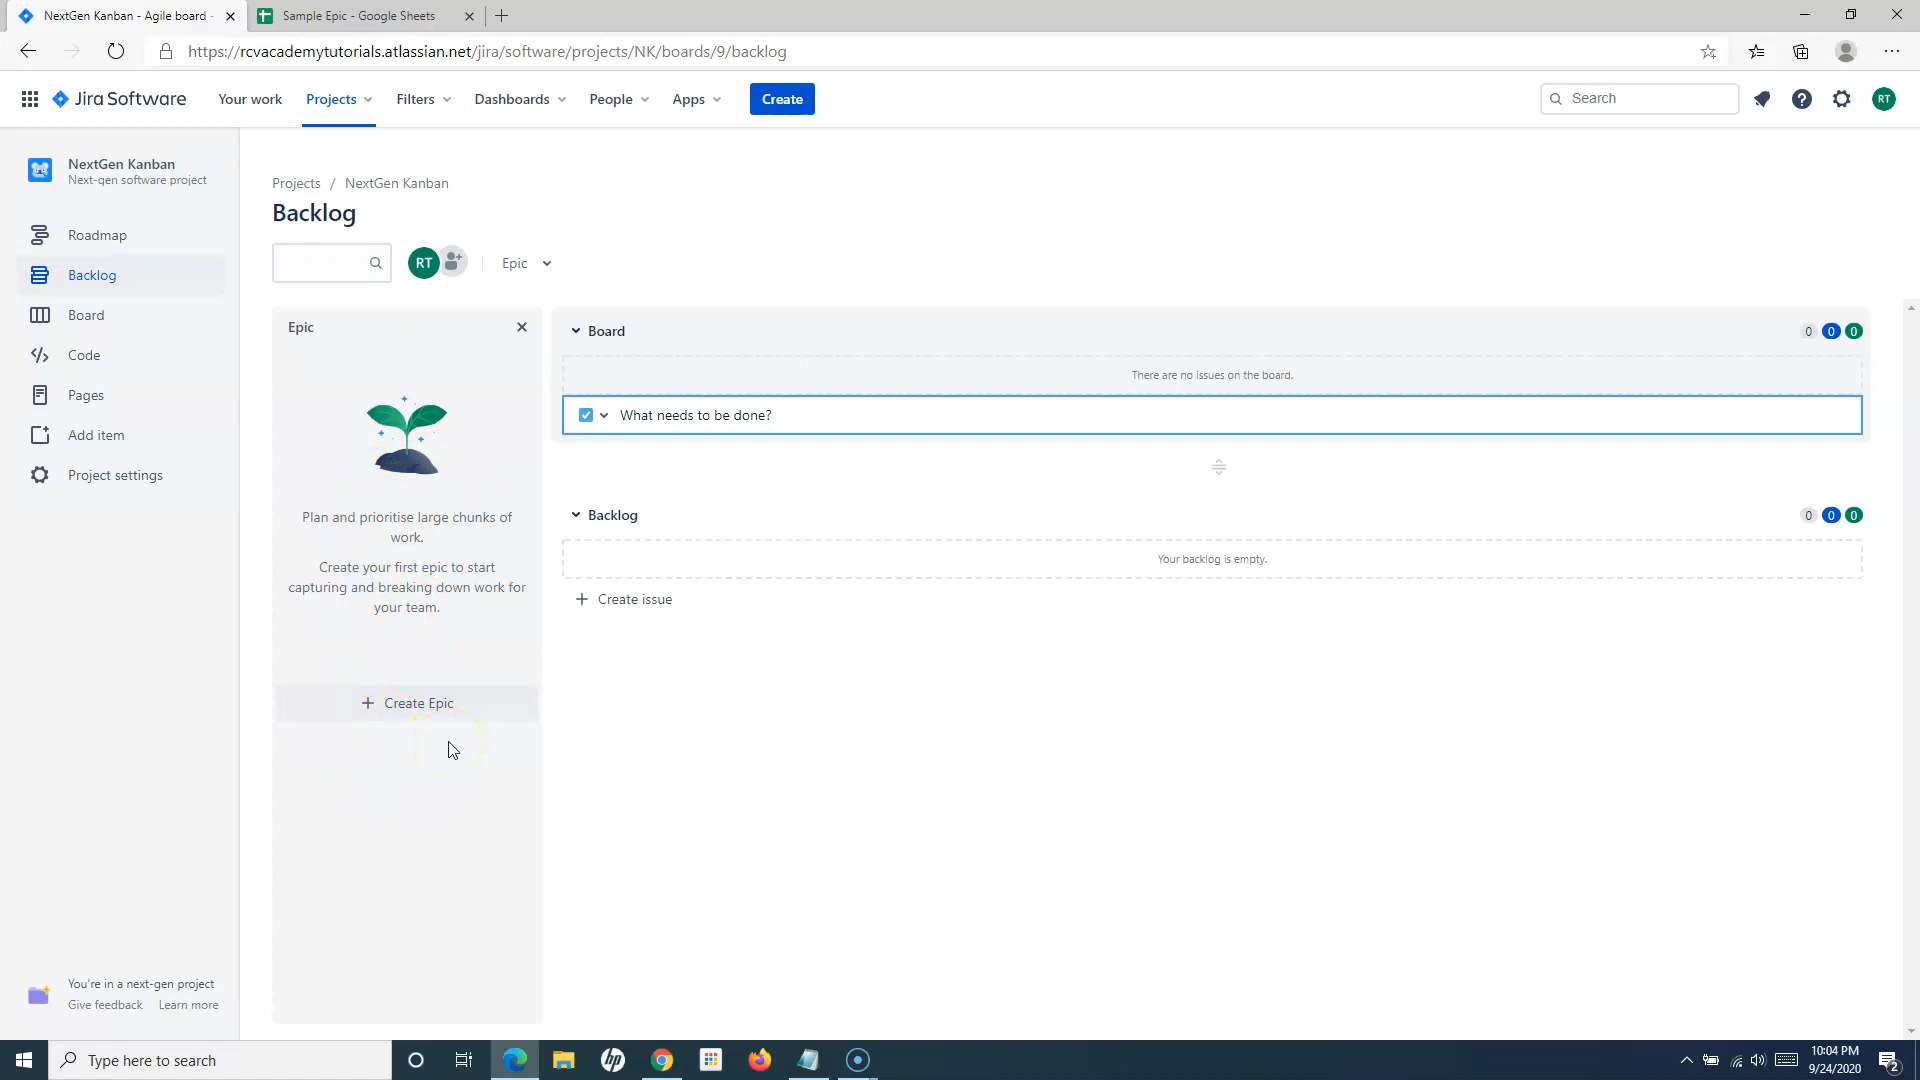 NextGen Kanban - Agile board -
Sample Epic - Google Sheets
https://rcvacademytutorials.atlassian.net/jira/software/projects/NK/boards/9/backlog
Jira Software
Your work
Projects
Filters
Dashboards
People
Apps
Create
Search
RT
NextGen Kanban
Next-gen software project
Roadmap
Backlog
Board
Code
Pages
Add item
Project settings
You're in a next-gen project
Give feedback Learn more
Projects / NextGen Kanban
Backlog
RT
Epic
Epic
Plan and prioritise large chunks of
work.
Create your first epic to start
capturing and breaking down work for
your team.
Create Epic
Board
0 0 0
There are no issues on the board.
What needs to be done?
Backlog
0 0 0
Your backlog is empty.
Create issue
Type here to search
hp
10:04 PM
9/24/2020
2